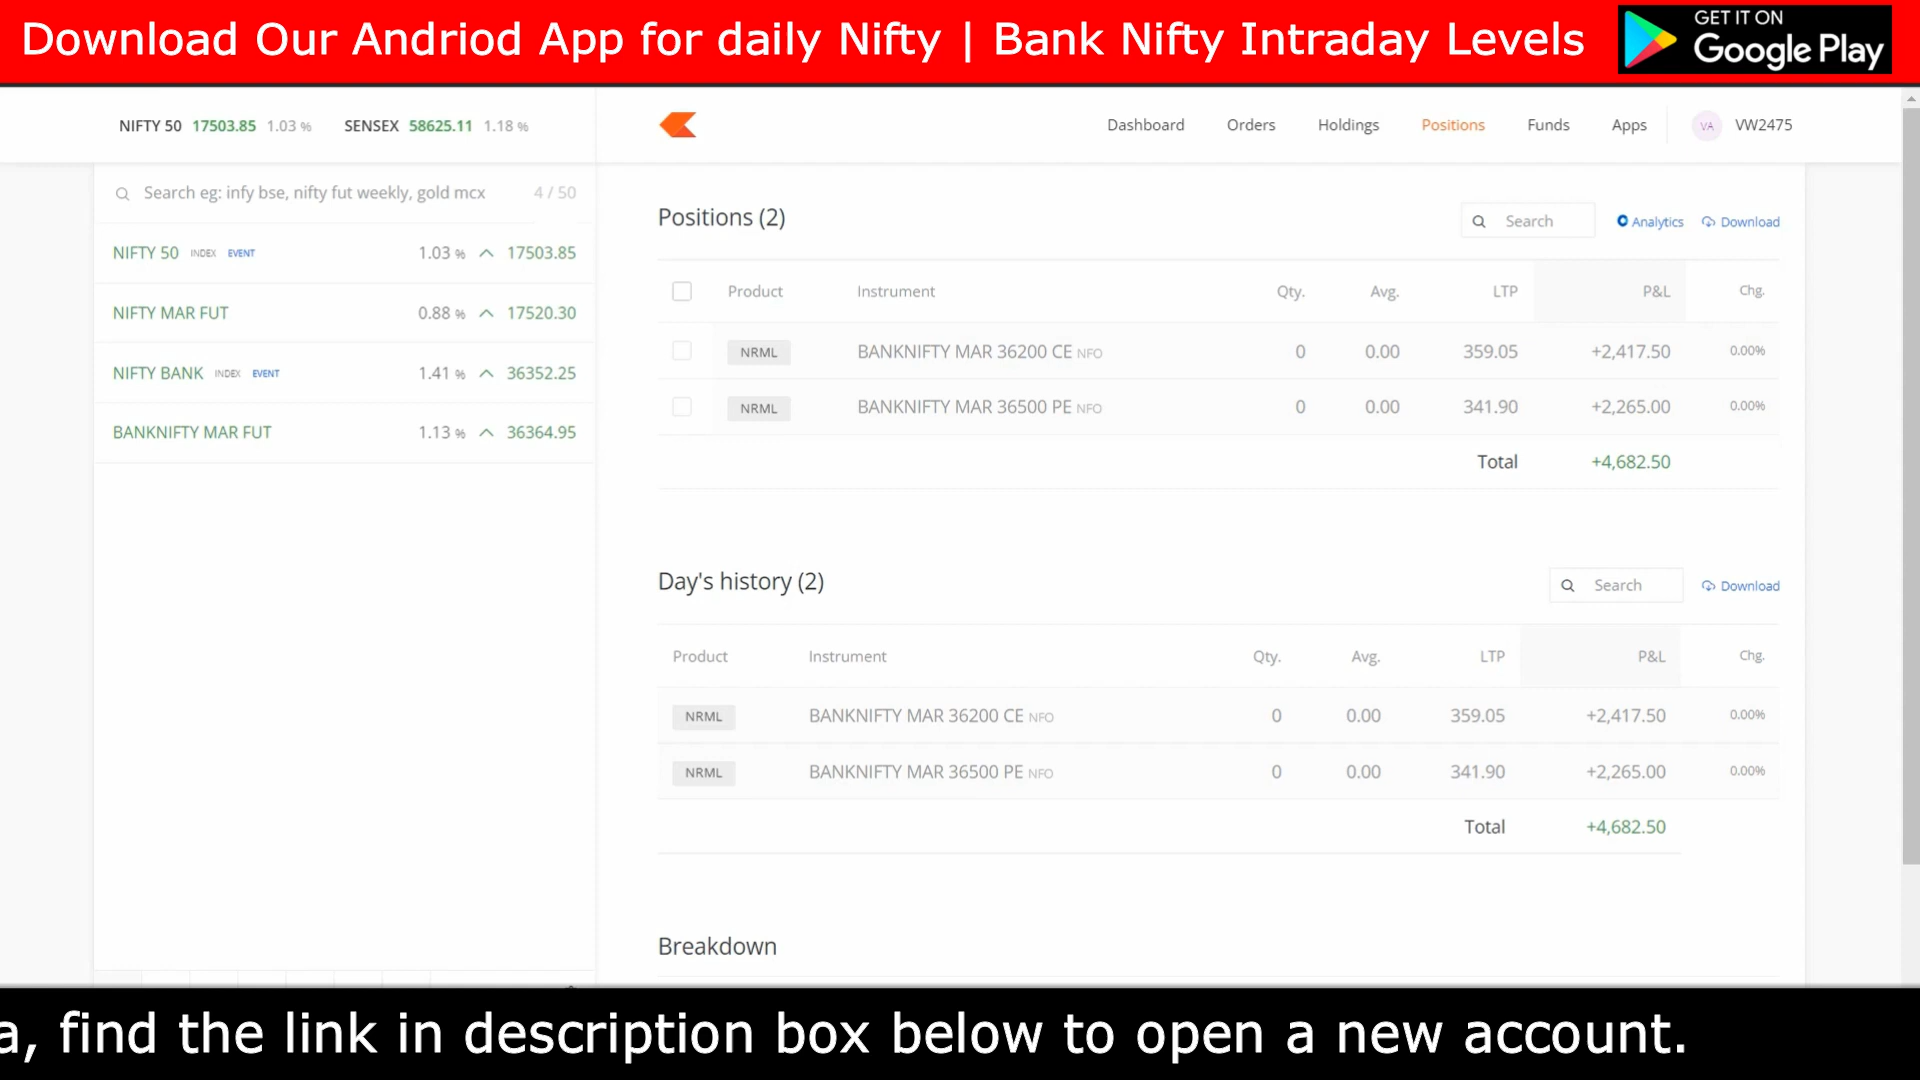 Download Our Andriod App for daily Nifty | Bank Nifty Intraday Levels
GET IT ON
Google Play
NIFTY 50 17503.85 1.03 % SENSEX 58625.11 1.18 %
Dashboard Orders Holdings Positions Funds Apps VA VW2475
Search eg: infy bse, nifty fut weekly, gold mcx 4 / 50
NIFTY 50 INDEX EVENT 1.03 % 17503.85
NIFTY MAR FUT 0.88 % 17520.30
NIFTY BANK INDEX EVENT 1.41 % 36352.25
BANKNIFTY MAR FUT 1.13 % 36364.95
Positions (2) Search Analytics Download
Product Instrument Qty. Avg. LTP P&L Chg.
NRML BANKNIFTY MAR 36200 CE NFO 0 0.00 359.05 +2,417.50 0.00%
NRML BANKNIFTY MAR 36500 PE NFO 0 0.00 341.90 +2,265.00 0.00%
Total +4,682.50
Day's history (2) Search Download
Product Instrument Qty. Avg. LTP P&L Chg.
NRML BANKNIFTY MAR 36200 CE NFO 0 0.00 359.05 +2,417.50 0.00%
NRML BANKNIFTY MAR 36500 PE NFO 0 0.00 341.90 +2,265.00 0.00%
Total +4,682.50
Breakdown
a, find the link in description box below to open a new account.